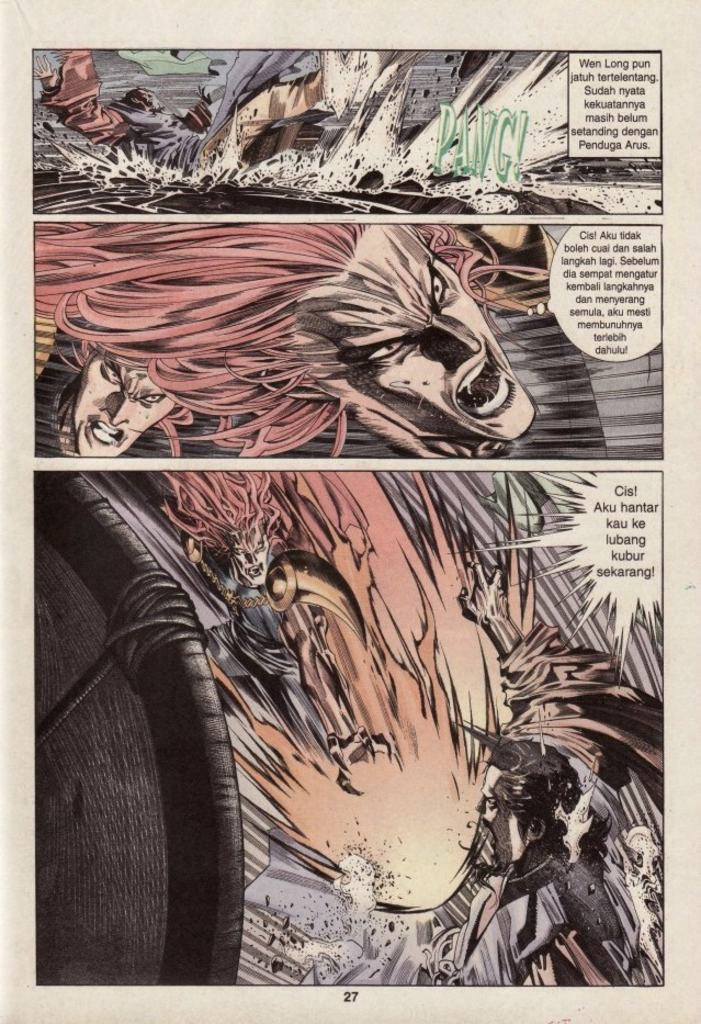 Wen Long pun
jatuh tertelentang.
Sudah nyata
kekuatannya
masih belum
setanding dengan
Penduga Arus.
PANG!
Cis! Aku tidak
boleh cuai dan salah
langkah lagi. Sebelum
dia sempat mengatur
kembali langkahnya
dan menyerang
semula, aku mesti
membunuhnya
terlebih
dahulu!
Cis!
Aku hantar
kau ke
lubang
kubur
sekarang!
27